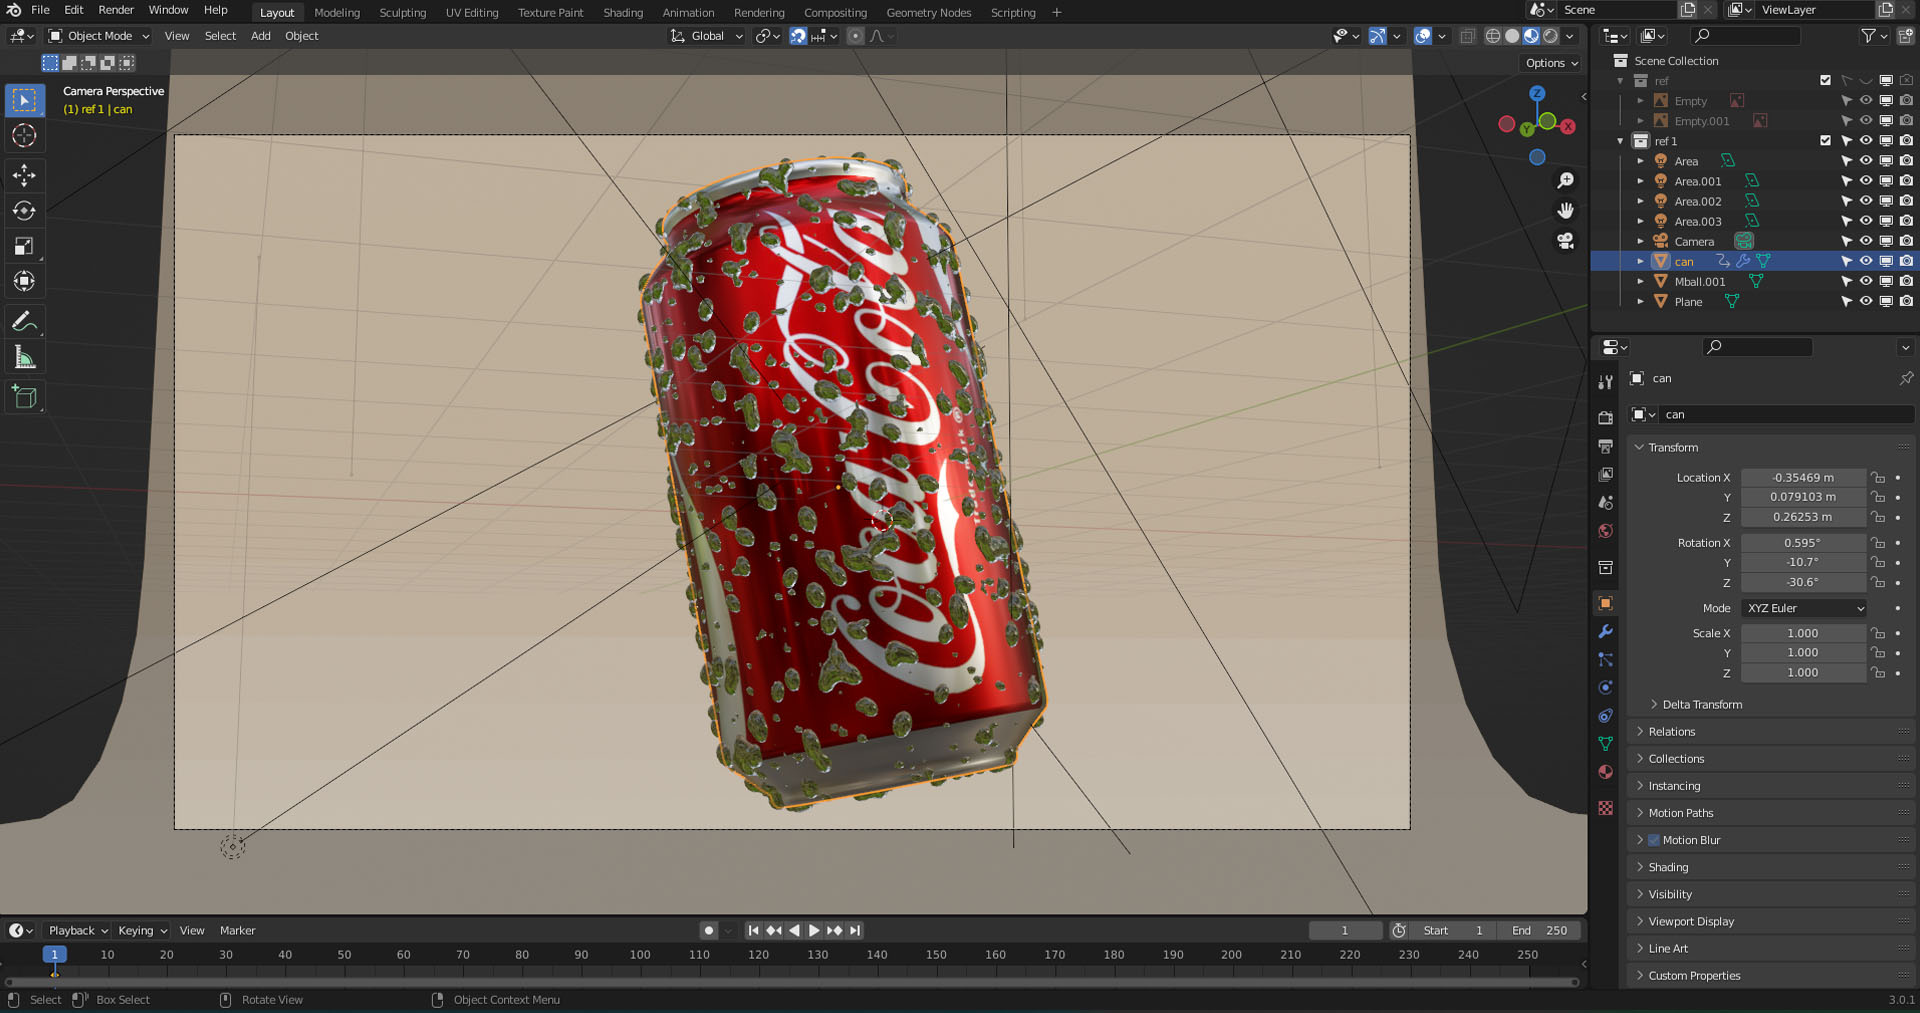 File Edit Render Window Help Layout Modeling Sculpting UV Editing Texture Paint Shading Animation Rendering Compositing Geometry Nodes Scripting + Scene ViewLayer
Object Mode View Select Add Object Global
Options
Camera Perspective
(1) ref 1 | can
Z
X
Y
Coca-Cola
Scene Collection
ref
Empty
Empty.001
ref 1
Area
Area.001
Area.002
Area.003
Camera
can
Mball.001
Plane
can
can
Transform
Location X -0.35469 m
Y 0.079103 m
Z 0.26253 m
Rotation X 0.595°
Y -10.7°
Z -30.6°
Mode XYZ Euler
Scale X 1.000
Y 1.000
Z 1.000
Delta Transform
Relations
Collections
Instancing
Motion Paths
Motion Blur
Shading
Visibility
Viewport Display
Line Art
Custom Properties
Playback Keying View Marker 1 Start 1 End 250
1 10 20 30 40 50 60 70 80 90 100 110 120 130 140 150 160 170 180 190 200 210 220 230 240 250
Select Box Select Rotate View Object Context Menu 3.0.1